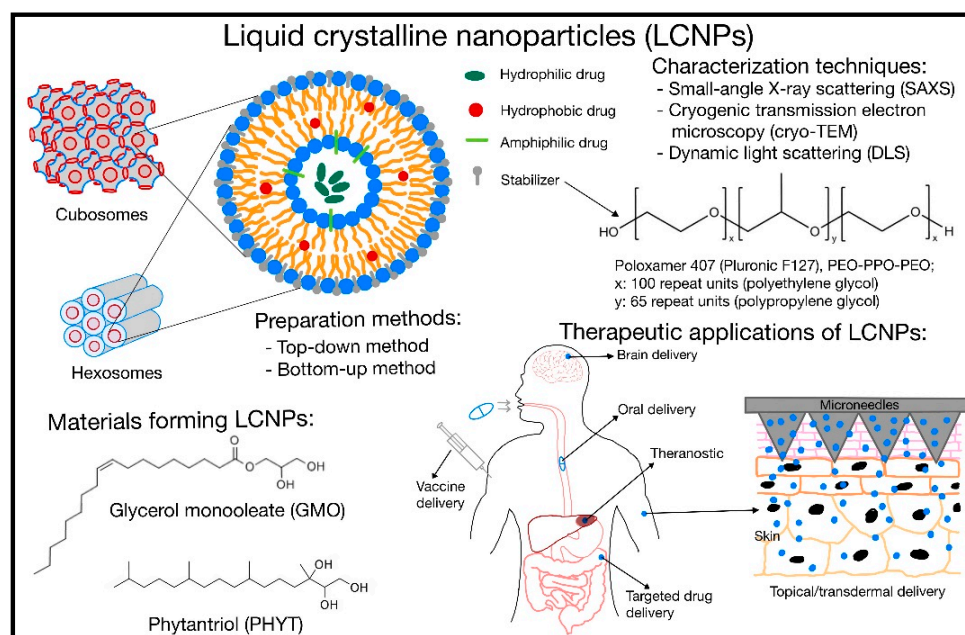 Liquid crystalline nanoparticles (LCNPs)
Cubosomes
Hexosomes
Hydrophilic drug
Hydrophobic drug
Amphiphilic drug
Stabilizer
Characterization techniques:
- Small-angle X-ray scattering (SAXS)
- Cryogenic transmission electron
microscopy (cryo-TEM)
- Dynamic light scattering (DLS)
HO
O
x
O
y
O
x
H
Poloxamer 407 (Pluronic F127), PEO-PPO-PEO;
x: 100 repeat units (polyethylene glycol)
y: 65 repeat units (polypropylene glycol)
Preparation methods:
- Top-down method
- Bottom-up method
Materials forming LCNPs:
O
O
OH
OH
Glycerol monooleate (GMO)
OH
OH
OH
Phytantriol (PHYT)
Therapeutic applications of LCNPs:
Brain delivery
Oral delivery
Theranostic
Vaccine
delivery
Targeted drug
delivery
Microneedles
Skin
Topical/transdermal delivery